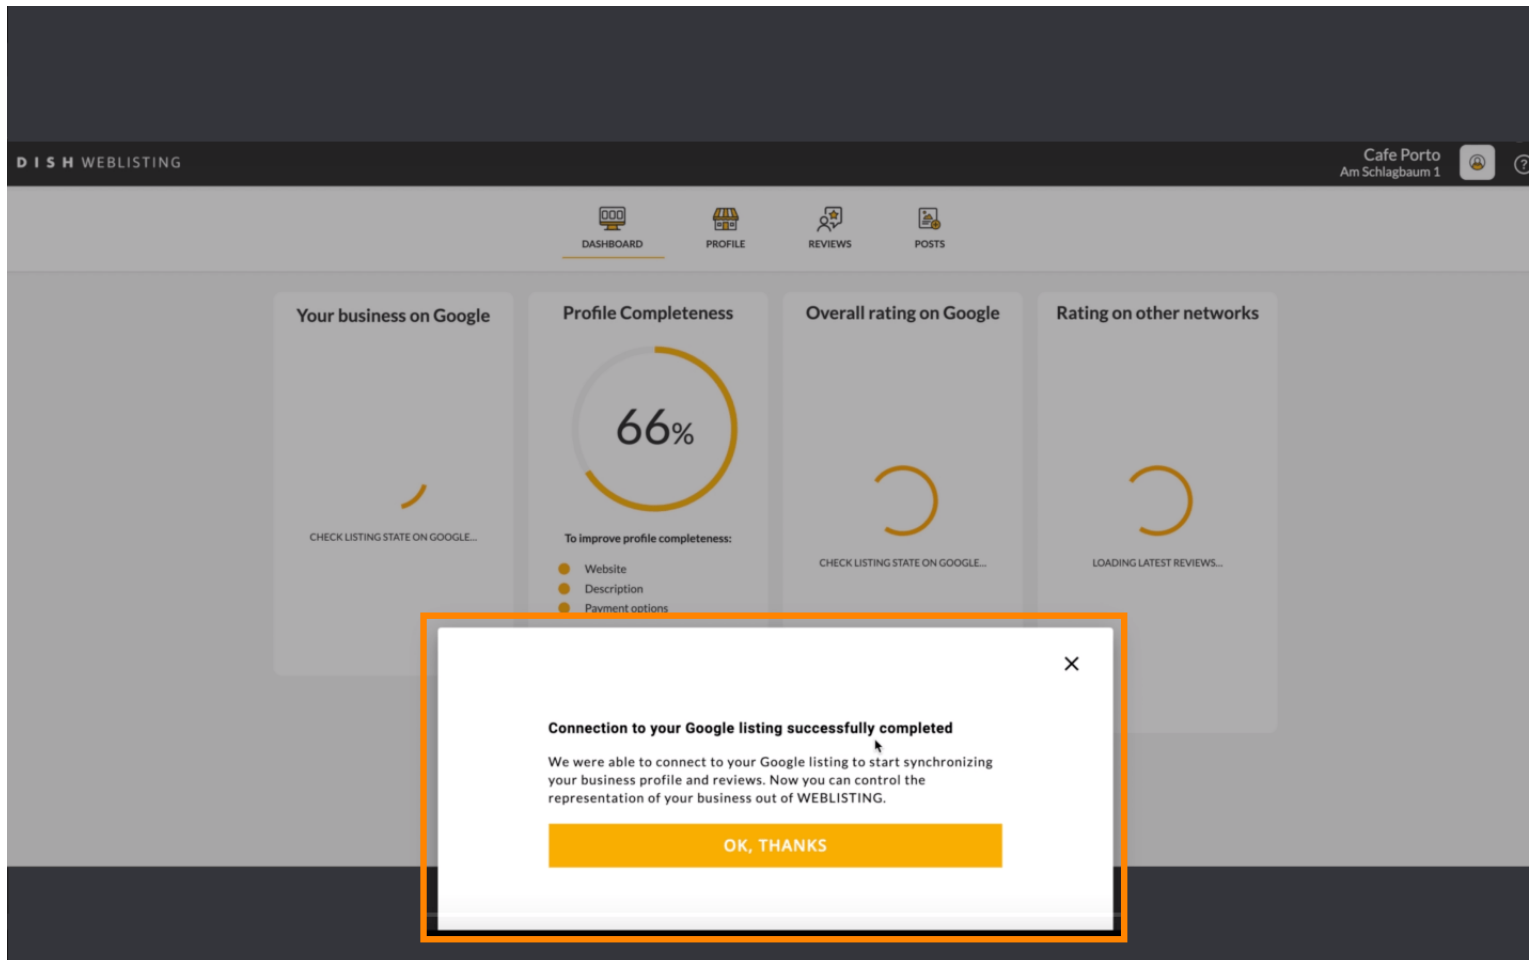 DISH WEBLISTING
Cafe Porto
Am Schlagbaum 1
?
DASHBOARD
PROFILE
REVIEWS
POSTS
Your business on Google
CHECK LISTING STATE ON GOOGLE...
Profile Completeness
66%
To improve profile completeness:
Website
Description
Payment options
Overall rating on Google
CHECK LISTING STATE ON GOOGLE...
Rating on other networks
LOADING LATEST REVIEWS...
Connection to your Google listing successfully completed
We were able to connect to your Google listing to start synchronizing
your business profile and reviews. Now you can control the
representation of your business out of WEBLISTING.
OK, THANKS